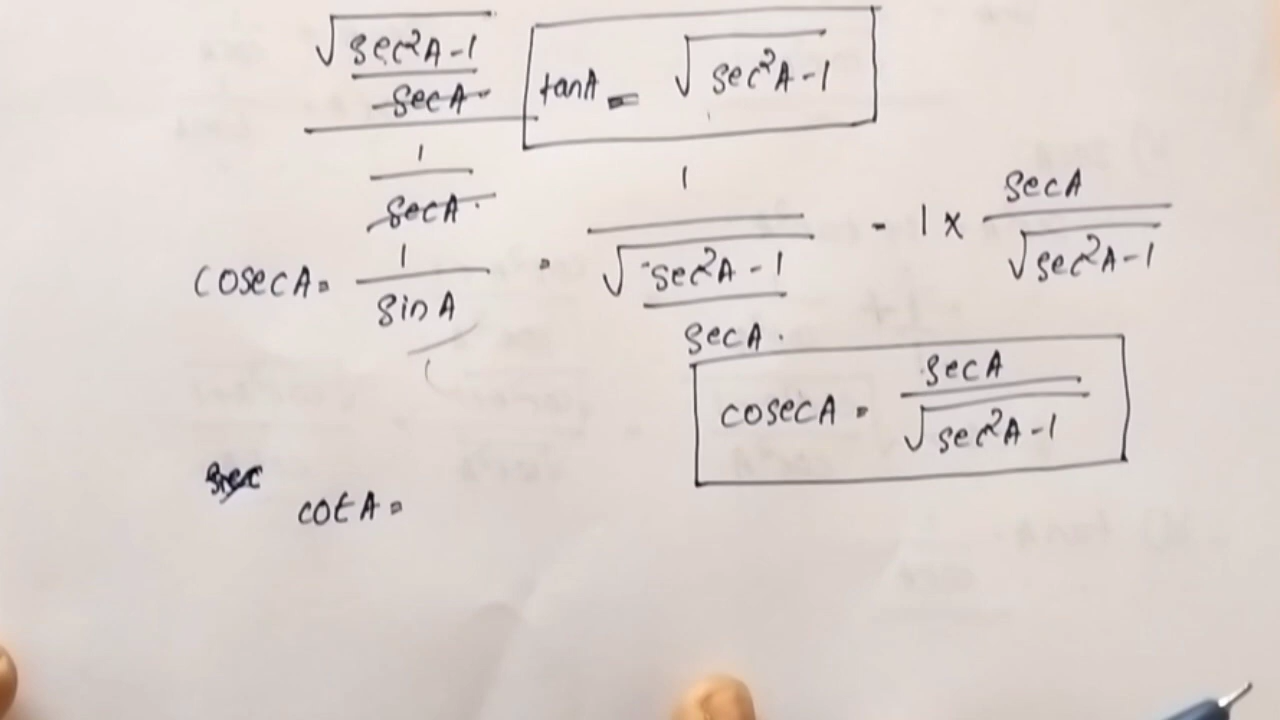 √sec²A-1 / secA
tanA = √sec²A-1
1 / secA.
cosecA = 1 / sinA = 1 / (√sec²A-1 / secA.) = 1 x secA / √sec²A-1
cosecA = secA / √sec²A-1
cotA =